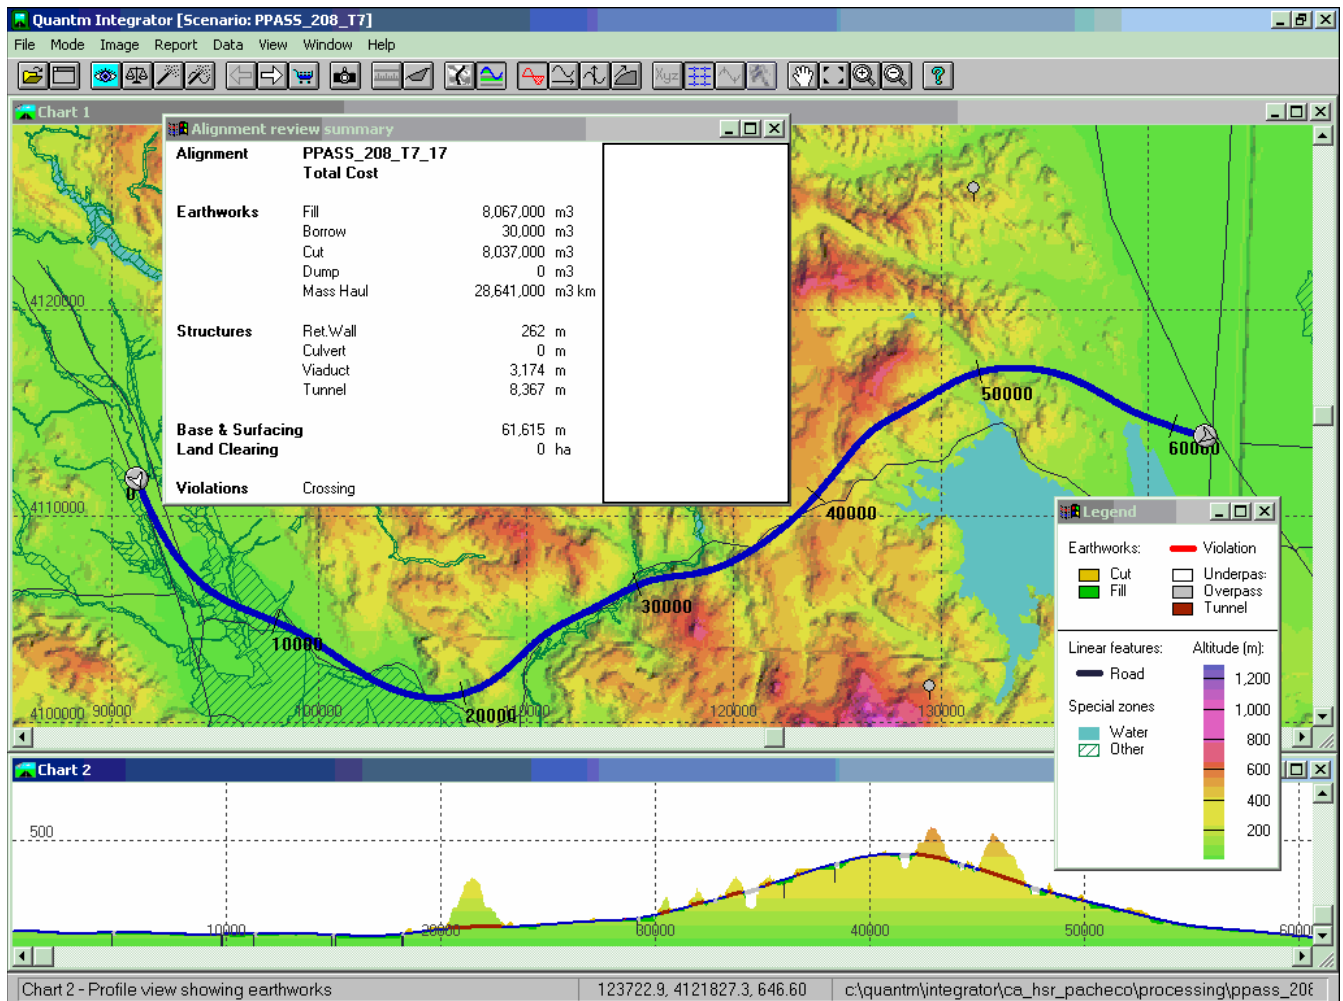 Quantm Integrator [Scenario: PPASS_208_T7]
File Mode Image Report Data View Window Help
Xyz
Chart 1
Alignment review summary
Alignment PPASS_208_T7_17
Total Cost
Earthworks Fill 8,067,000 m3
Borrow 30,000 m3
Cut 8,037,000 m3
Dump 0 m3
Mass Haul 28,641,000 m3 km
Structures Ret.Wall 262 m
Culvert 0 m
Viaduct 3,174 m
Tunnel 8,367 m
Base & Surfacing 61,615 m
Land Clearing 0 ha
Violations Crossing
4120000
4110000
4100000 90000 100000 110000 120000 130000
0
10000
20000
30000
40000
50000
60000
Legend
Earthworks: Violation
Cut Underpas:
Fill Overpass
Tunnel
Linear features: Altitude (m):
Road 1,200
Special zones 1,000
Water 800
Other 600
400
200
Chart 2
500
10000 20000 30000 40000 50000 60000
Chart 2 - Profile view showing earthworks 123722.9, 4121827.3, 646.60 c:\quantm\integrator\ca_hsr_pacheco\processing\ppass_208